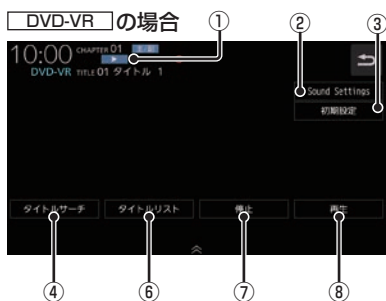 DVD-VR の場合
① ② ③
10:00 CHAPTER 01
DVD-VR TITLE 01 タイトル 1
Sound Settings
初期設定
タイトルサーチ タイトルリスト 停止 再生
④ ⑥ ⑦ ⑧